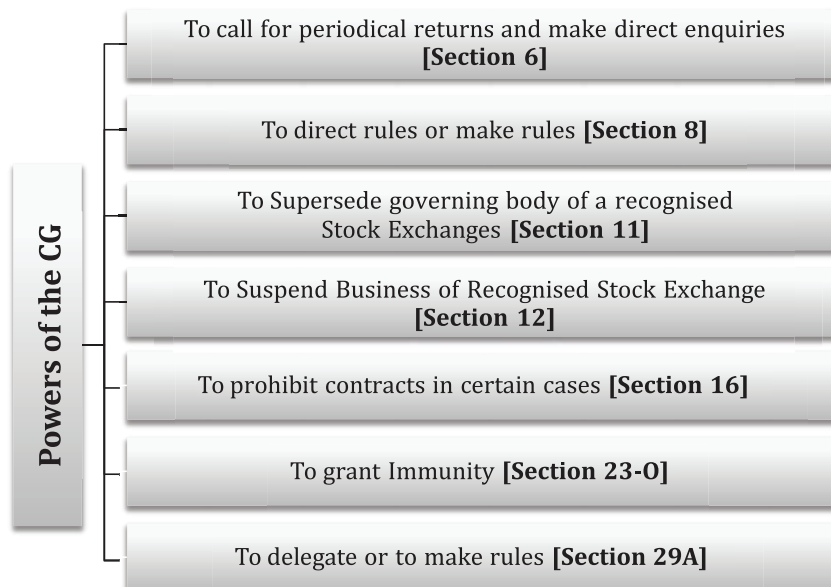 Powers of the CG
To call for periodical returns and make direct enquiries
[Section 6]
To direct rules or make rules [Section 8]
To Supersede governing body of a recognised
Stock Exchanges [Section 11]
To Suspend Business of Recognised Stock Exchange
[Section 12]
To prohibit contracts in certain cases [Section 16]
To grant Immunity [Section 23-O]
To delegate or to make rules [Section 29A]